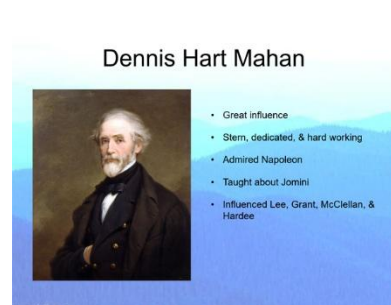 Dennis Hart Mahan
• Great influence
• Stern, dedicated, & hard working
• Admired Napoleon
• Taught about Jomini
• Influenced Lee, Grant, McClellan, &
Hardee